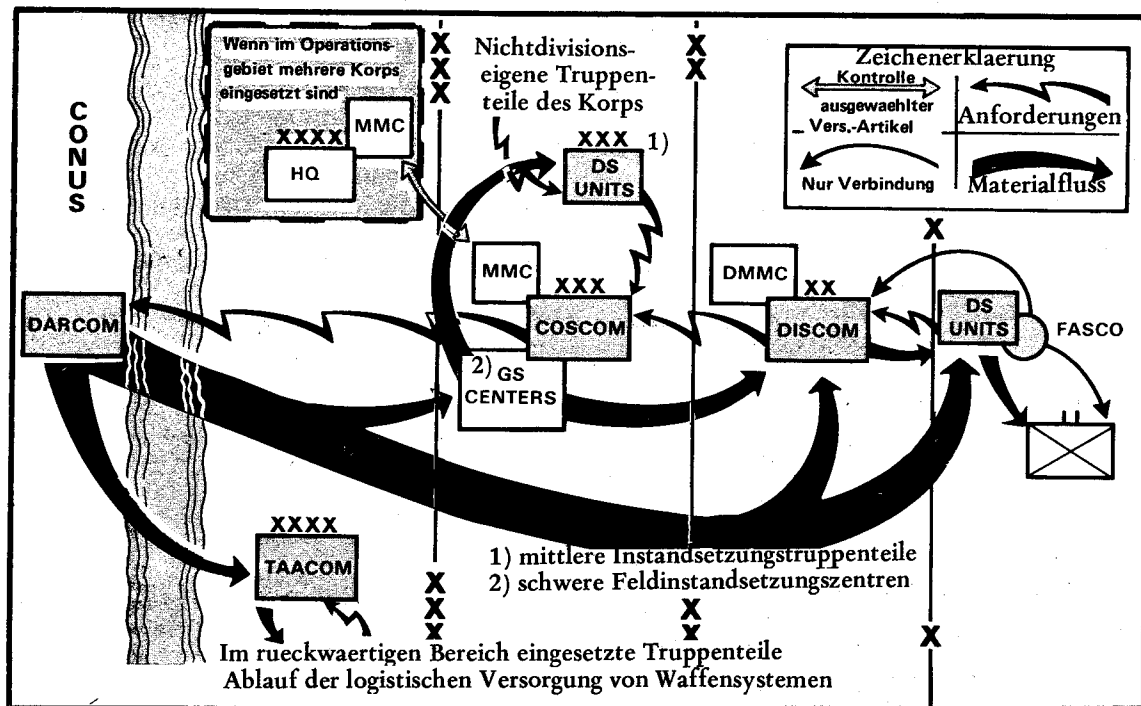 Wenn im Operations-
gebiet mehrere Korps
eingesetzt sind
XXXX
MMC
HQ
CONUS
X
X
X
Nichtdivisions-
eigene Truppen-
teile des Korps
XXX
1)
DS
UNITS
X
X
Zeichenerklaerung
Kontrolle
ausgewaehlter
Vers.-Artikel
Anforderungen
Nur Verbindung
Materialfluss
X
MMC
XXX
COSCOM
2) GS
CENTERS
DMMC
XX
DISCOM
DS
UNITS
FASCO
DARCOM
XXXX
TAACOM
1) mittlere Instandsetzungstruppenteile
2) schwere Feldinstandsetzungszentren
X
X
X
X
X
X
Im rueckwaertigen Bereich eingesetzte Truppenteile
Ablauf der logistischen Versorgung von Waffensystemen